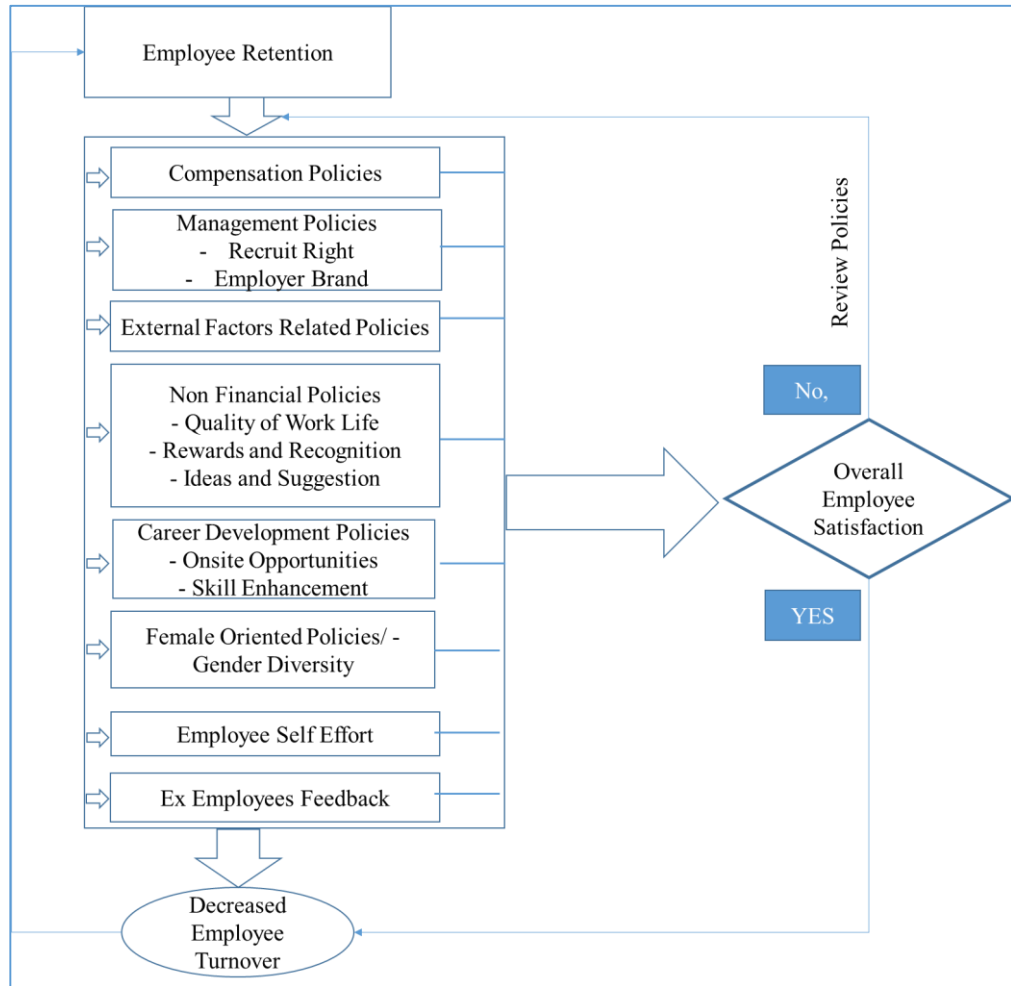 Employee Retention
Compensation Policies
Management Policies
- Recruit Right
- Employer Brand
External Factors Related Policies
Non Financial Policies
- Quality of Work Life
- Rewards and Recognition
- Ideas and Suggestion
Career Development Policies
- Onsite Opportunities
- Skill Enhancement
Female Oriented Policies/ -
Gender Diversity
Employee Self Effort
Ex Employees Feedback
Decreased
Employee
Turnover
Review Policies
No,
Overall
Employee
Satisfaction
YES